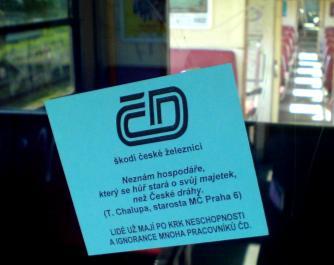 ČD
škodí české železnici
Neznám hospodáře,
který se hůř stará o svůj majetek,
než České dráhy.
(T. Chalupa, starosta MČ Praha 6)
LIDÉ UŽ MAJÍ PO KRK NESCHOPNOSTI
A IGNORANCE MNOHA PRACOVNÍKŮ ČD.